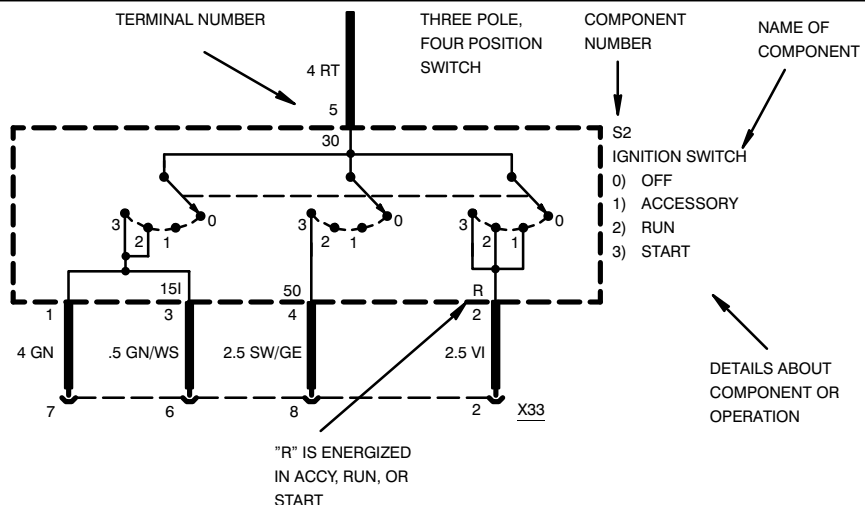 TERMINAL NUMBER
THREE POLE,
FOUR POSITION
SWITCH
COMPONENT
NUMBER
NAME OF
COMPONENT
4 RT
5
30
S2
IGNITION SWITCH
0) OFF
1) ACCESSORY
2) RUN
3) START
3 2 1 0
3 2 1 0
3 2 1 0
15I 50 R
1 3 4 2
4 GN .5 GN/WS 2.5 SW/GE 2.5 VI
7 6 8 2 X33
DETAILS ABOUT
COMPONENT OR
OPERATION
"R" IS ENERGIZED
IN ACCY, RUN, OR
START